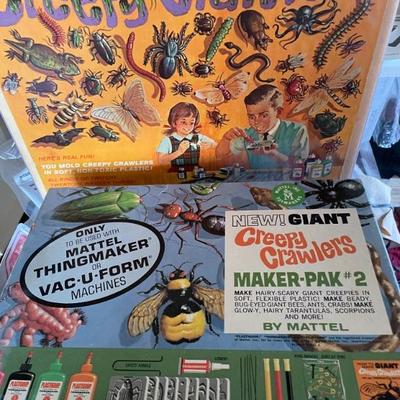 Creepy Crawlers
HERE'S REAL FUN!
YOU MOLD CREEPY CRAWLERS
IN SOFT, NON TOXIC PLASTIC!
ONLY
TO BE USED WITH
MATTEL
THINGMAKER
OR
VAC-U-FORM
MACHINES
M
NEW! GIANT
Creepy
Crawlers
MAKER-PAK #2
MAKE HAIRY-SCARY GIANT CREEPIES IN
SOFT, FLEXIBLE PLASTIC! MAKE BEADY,
BUG-EYED GIANT BEES, ANTS, CRABS! MAKE
GLOW-Y, HAIRY TARANTULAS, SCORPIONS
AND MORE!
BY MATTEL
PLASTIGOOP
PLASTIGOOP
PLASTIGOOP